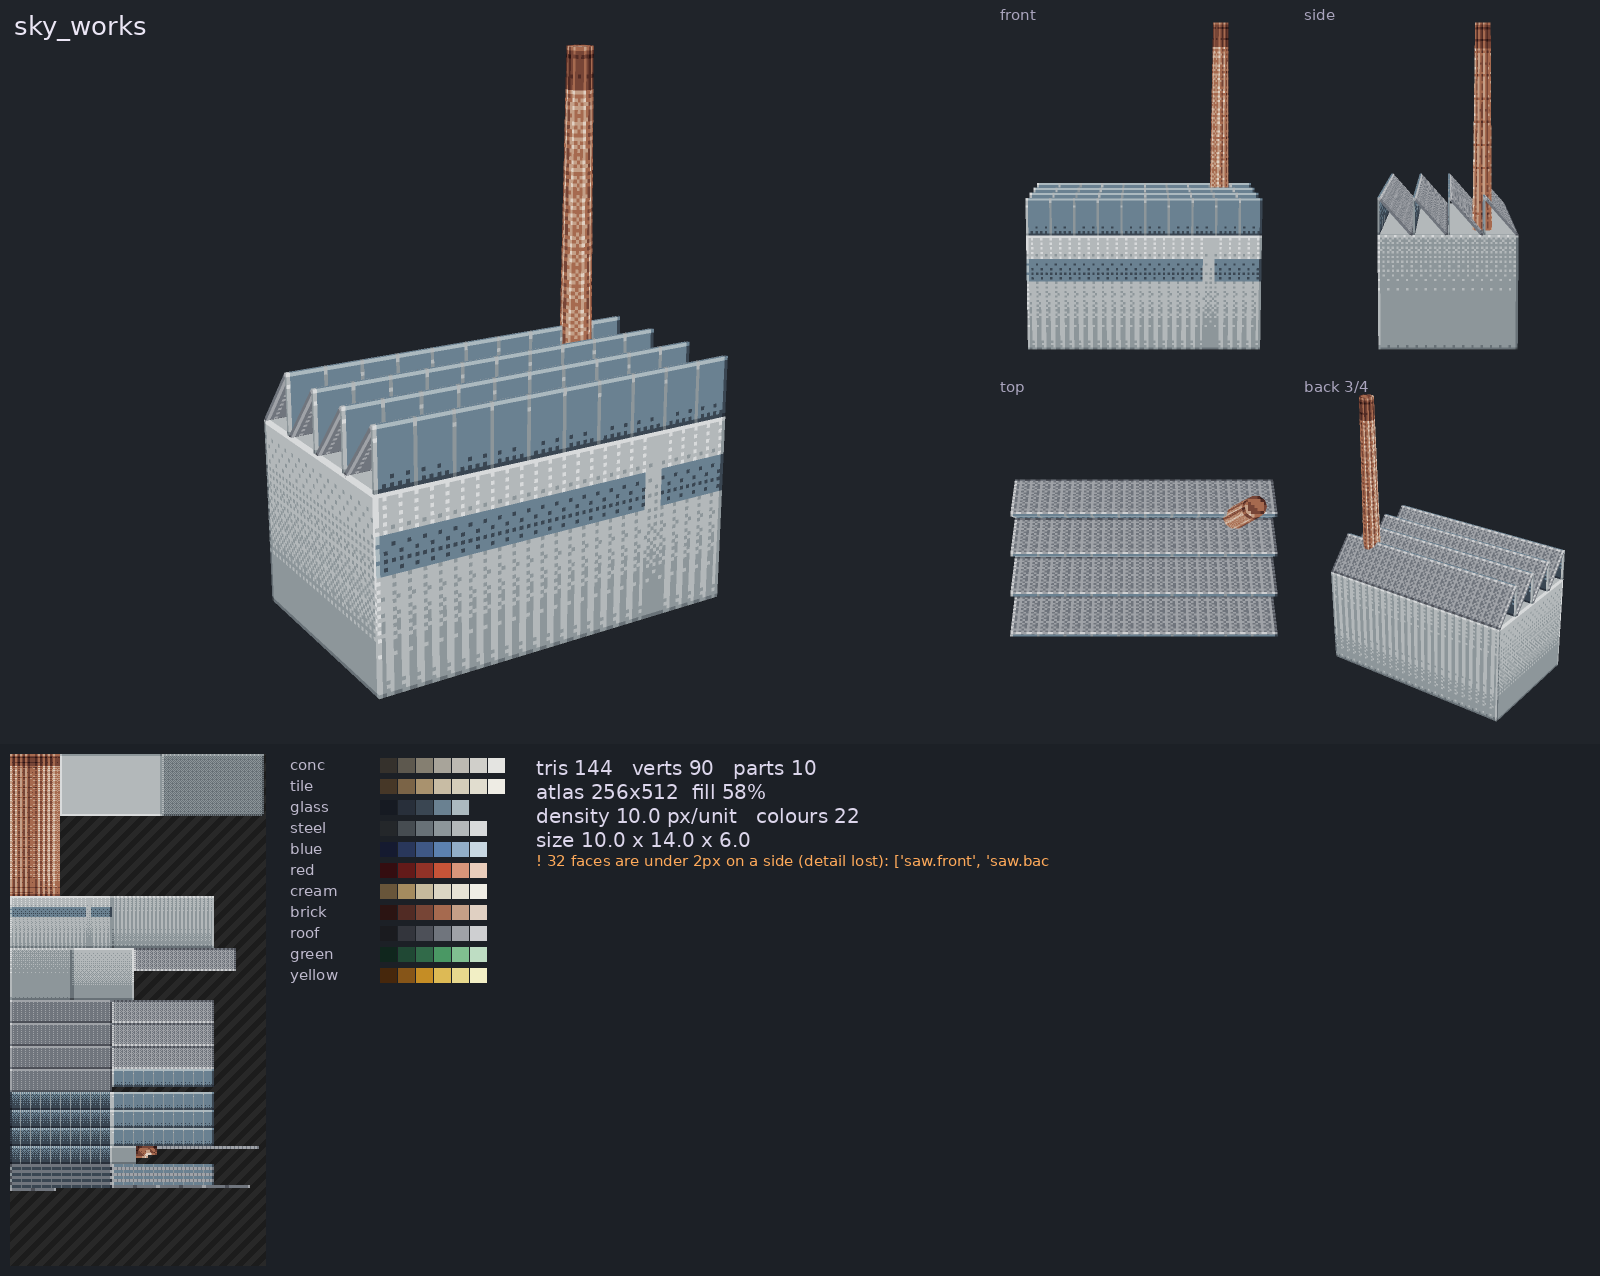 sky_works
front
side
top
back 3/4
conc
tile
glass
steel
blue
red
cream
brick
roof
green
yellow
tris 144   verts 90   parts 10
atlas 256x512  fill 58%
density 10.0 px/unit   colours 22
size 10.0 x 14.0 x 6.0
! 32 faces are under 2px on a side (detail lost): ['saw.front', 'saw.bac